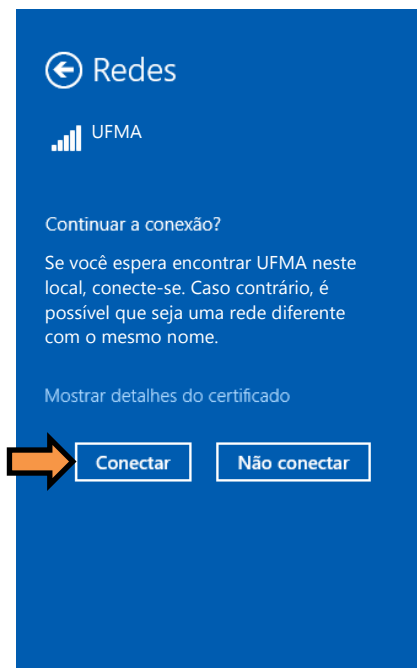 Redes
UFMA
Continuar a conexão?
Se você espera encontrar UFMA neste
local, conecte-se. Caso contrário, é
possível que seja uma rede diferente
com o mesmo nome.
Mostrar detalhes do certificado
Conectar Não conectar